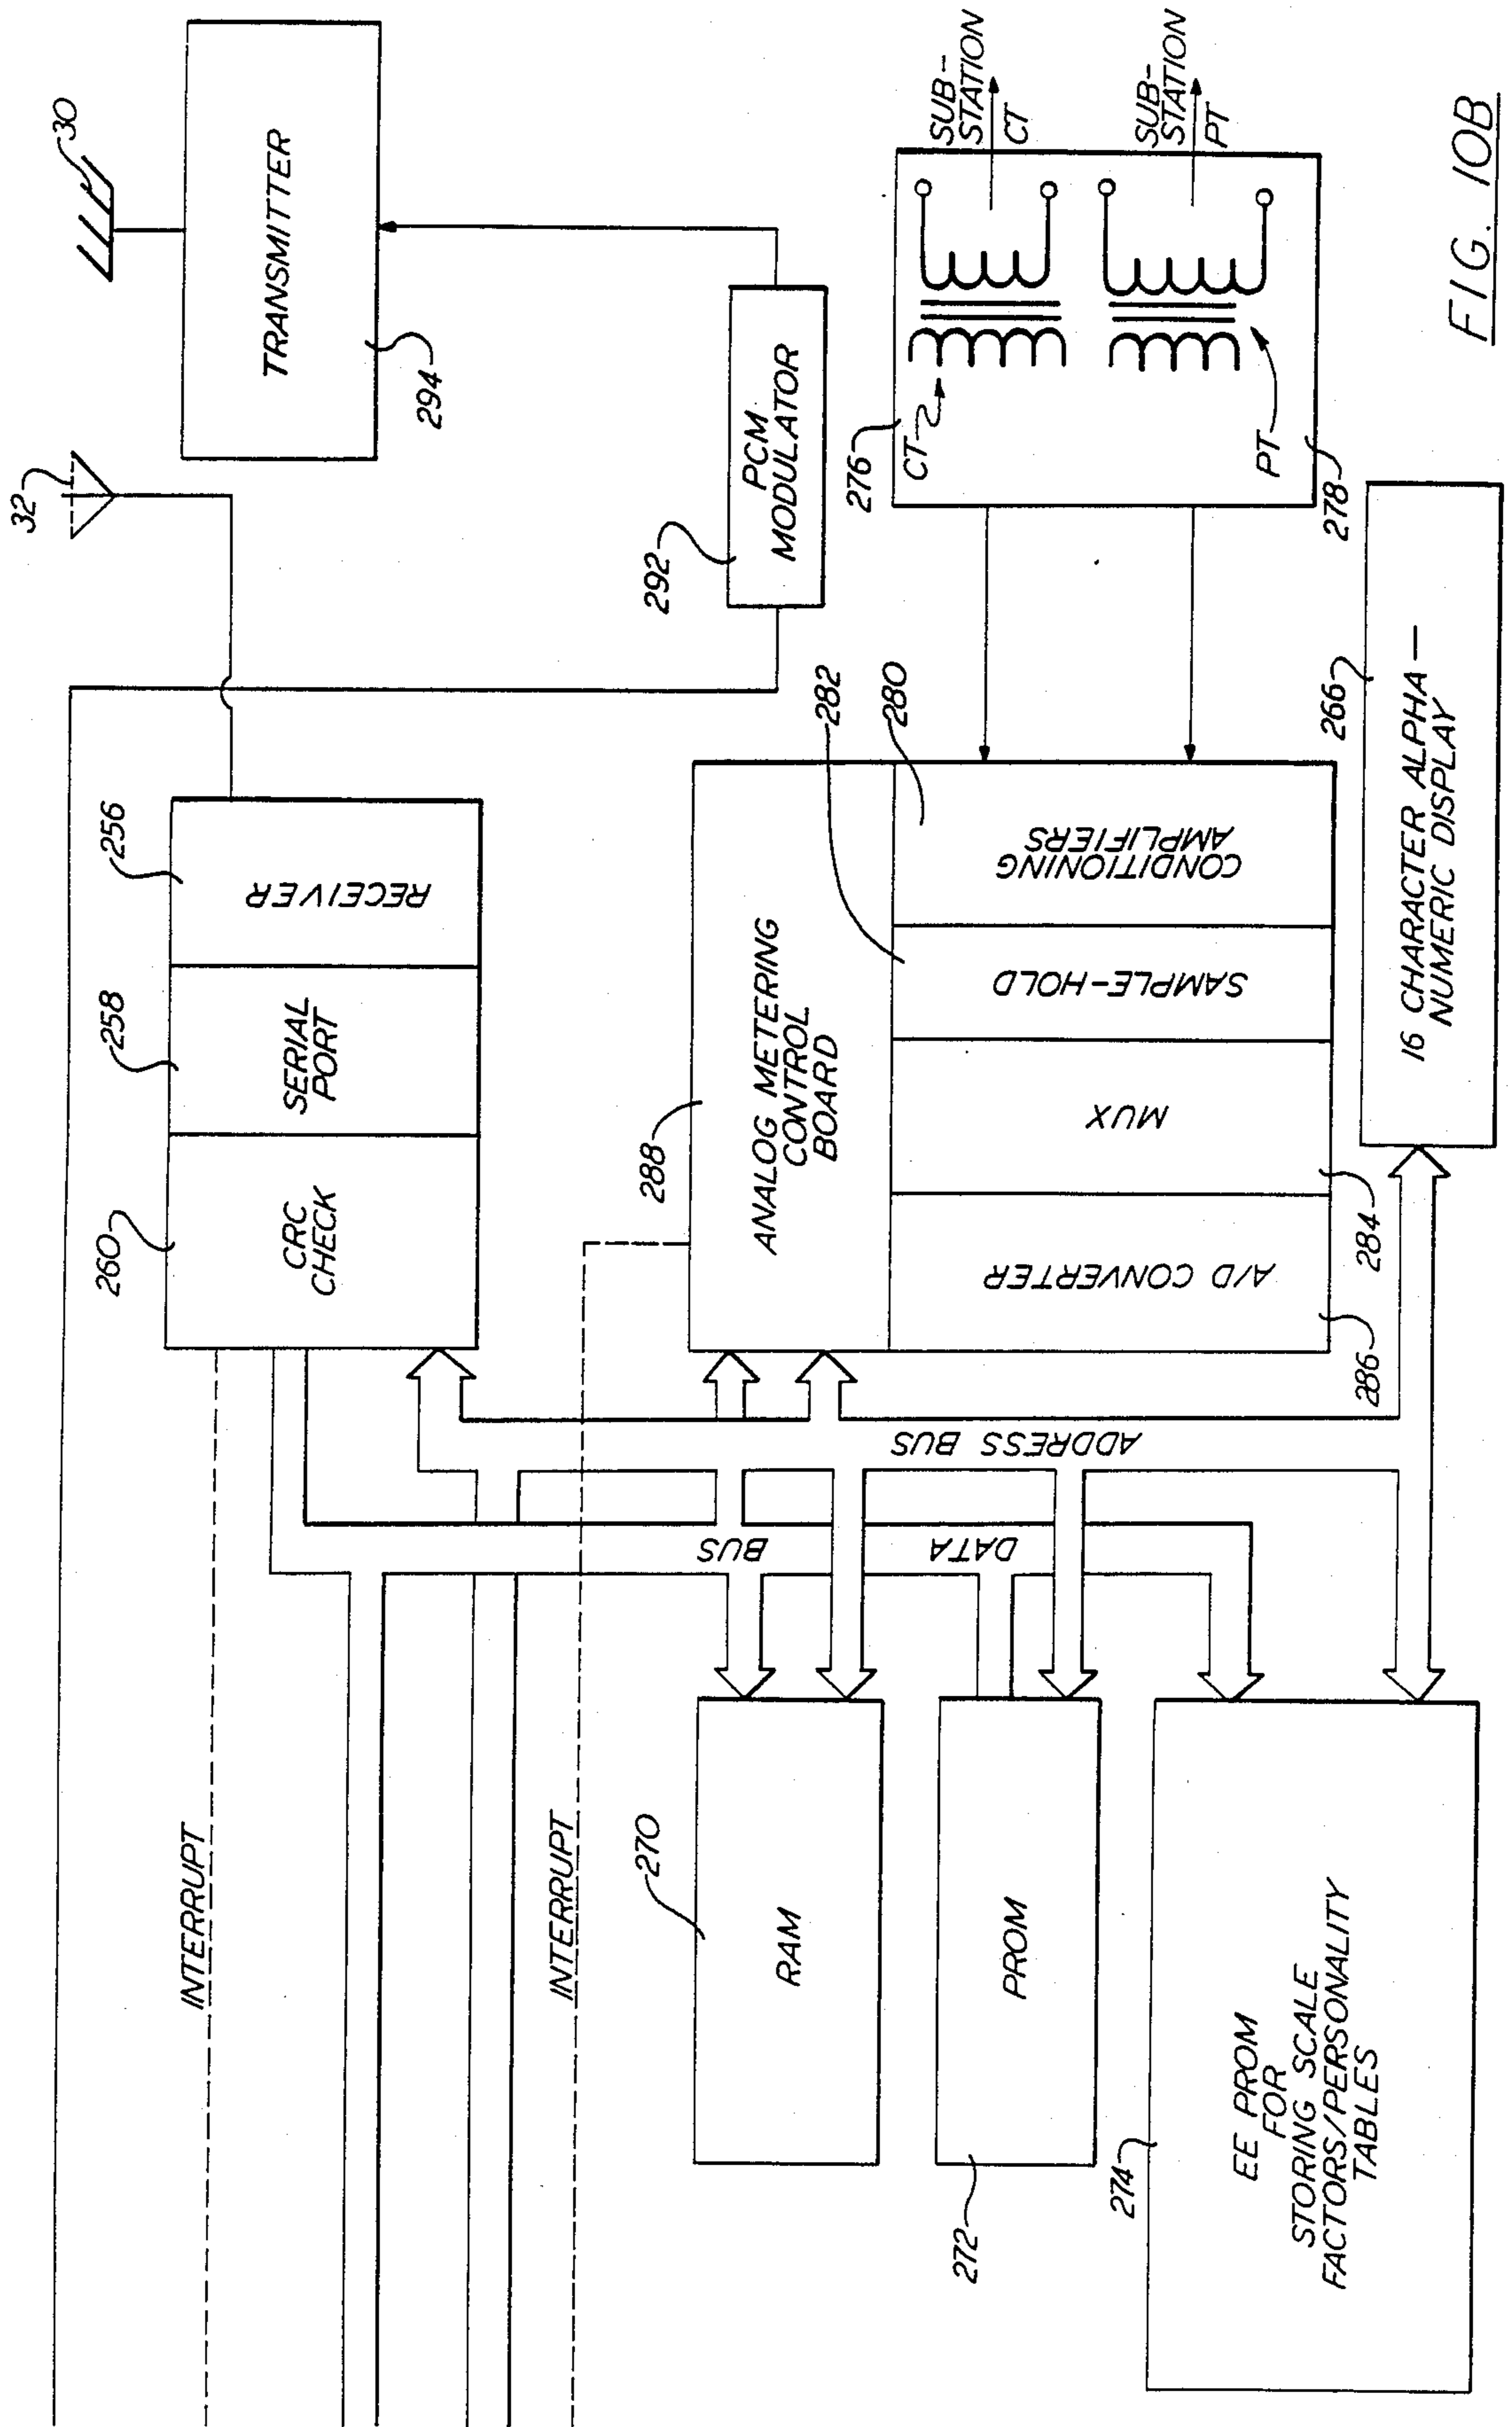 INTERRUPT
260
CRC
CHECK
258
SERIAL
PORT
256
RECEIVER
32
30
TRANSMITTER
294
INTERRUPT
270
RAM
BUS
DATA
ADDRESS BUS
288
ANALOG METERING
CONTROL
BOARD
282
280
A/D CONVERTER
MUX
SAMPLE-HOLD
CONDITIONING
AMPLIFIERS
286
284
292
PCM
MODULATOR
276
CT
PT
278
SUB-
STATION
CT
SUB-
STATION
PT
272
PROM
274
EE PROM
FOR
STORING SCALE
FACTORS/PERSONALITY
TABLES
266
16 CHARACTER ALPHA-
NUMERIC DISPLAY
FIG. 10B